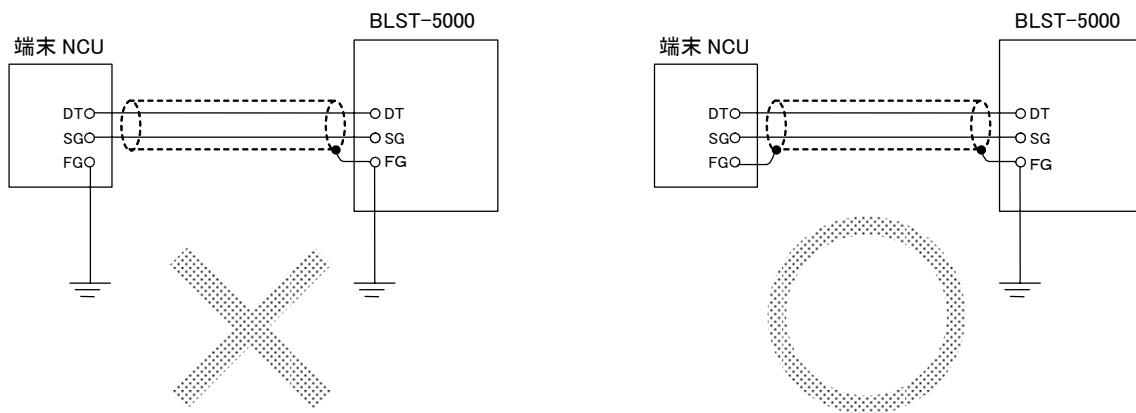 BLST-5000
端末 NCU
DT
SG
FG
DT
SG
FG
BLST-5000
端末 NCU
DT
SG
FG
DT
SG
FG